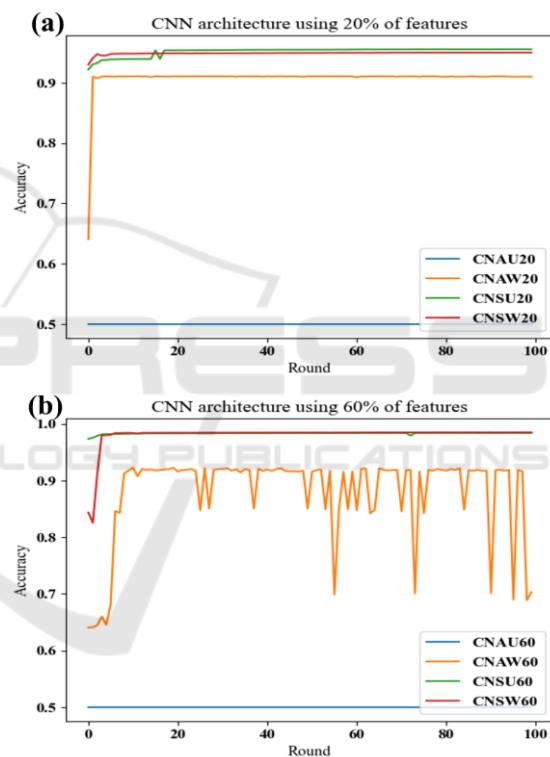 (a)
CNN architecture using 20% of features
0.9
0.8
0.7
0.6
0.5
Accuracy
CNAU20
CNAW20
CNSU20
CNSW20
0 20 40 60 80 100
Round
PRESS
(b)
CNN architecture using 60% of features
1.0
0.9
0.8
0.7
0.6
0.5
Accuracy
LOGY PUBLICATIONS
CNAU60
CNAW60
CNSU60
CNSW60
0 20 40 60 80 100
Round